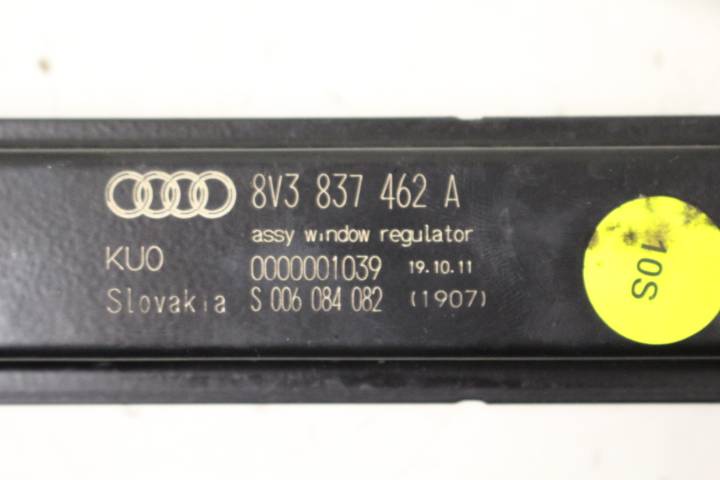 8V3 837 462 A
assy window regulator
KUO 0000001039 19.10.11
Slovakia S 006 084 082 (1907)
10S